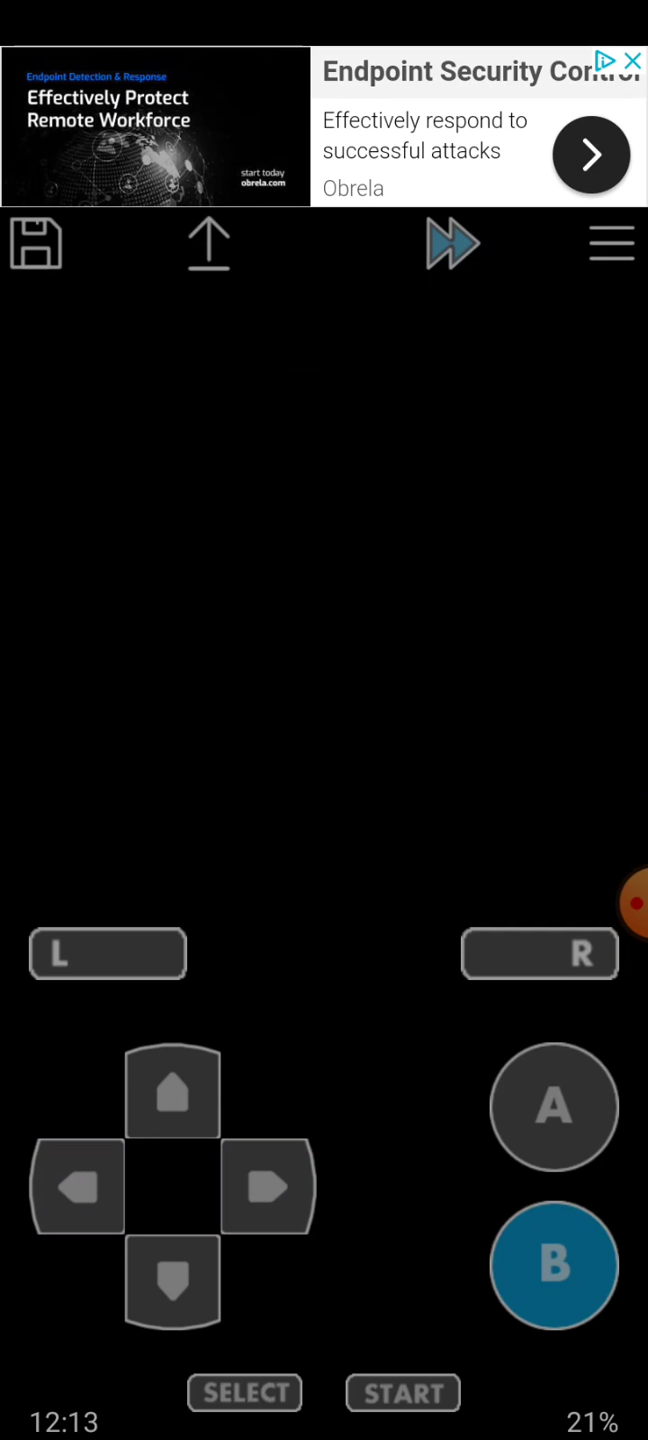 Endpoint Detection & Response
Effectively Protect
Remote Workforce
start today
obrela.com
Endpoint Security Control
Effectively respond to
successful attacks
Obrela
L
R
A
B
SELECT
START
12:13
21%